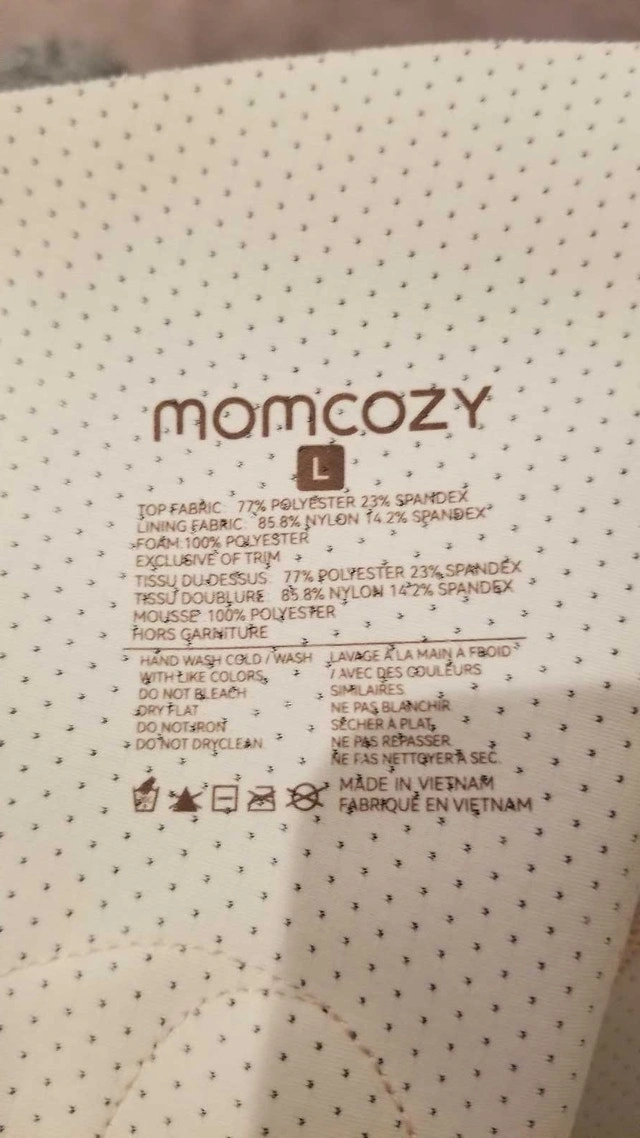 momcozy
L
TOP FABRIC: 77% POLYESTER 23% SPANDEX
LINING FABRIC: 85.8% NYLON 14.2% SPANDEX
FOAM: 100% POLYESTER
EXCLUSIVE OF TRIM
TISSU DU DESSUS: 77% POLYESTER 23% SPANDEX
TISSU DOUBLURE: 85.8% NYLON 14.2% SPANDEX
MOUSSE: 100% POLYESTER
HORS GARNITURE
HAND WASH COLD / WASH
WITH LIKE COLORS
DO NOT BLEACH
DRY FLAT
DO NOT IRON
DO NOT DRYCLEAN
LAVAGE À LA MAIN A FROID
/ AVEC DES COULEURS
SIMILAIRES
NE PAS BLANCHIR
SÉCHER À PLAT
NE PAS REPASSER
NE PAS NETTOYER À SEC.
MADE IN VIETNAM
FABRIQUÉ EN VIETNAM